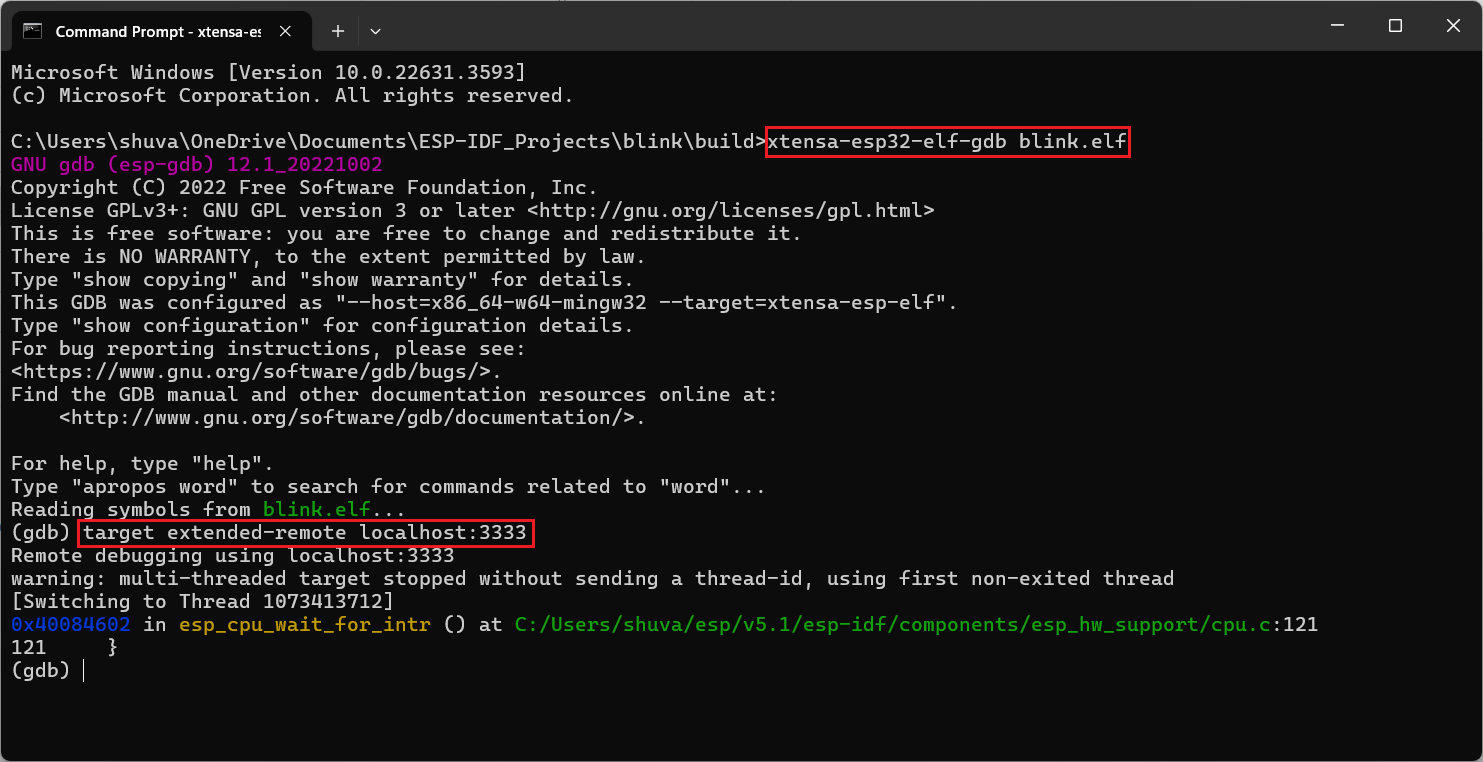 Command Prompt - xtensa-es
Microsoft Windows [Version 10.0.22631.3593]
(c) Microsoft Corporation. All rights reserved.
C:\Users\shuva\OneDrive\Documents\ESP-IDF_Projects\blink\build>xtensa-esp32-elf-gdb blink.elf
GNU gdb (esp-gdb) 12.1_20221002
Copyright (C) 2022 Free Software Foundation, Inc.
License GPLv3+: GNU GPL version 3 or later <http://gnu.org/licenses/gpl.html>
This is free software: you are free to change and redistribute it.
There is NO WARRANTY, to the extent permitted by law.
Type "show copying" and "show warranty" for details.
This GDB was configured as "--host=x86_64-w64-mingw32 --target=xtensa-esp-elf".
Type "show configuration" for configuration details.
For bug reporting instructions, please see:
<https://www.gnu.org/software/gdb/bugs/>.
Find the GDB manual and other documentation resources online at:
    <http://www.gnu.org/software/gdb/documentation/>.
For help, type "help".
Type "apropos word" to search for commands related to "word"...
Reading symbols from blink.elf...
(gdb) target extended-remote localhost:3333
Remote debugging using localhost:3333
warning: multi-threaded target stopped without sending a thread-id, using first non-exited thread
[Switching to Thread 1073413712]
0x40084602 in esp_cpu_wait_for_intr () at C:/Users/shuva/esp/v5.1/esp-idf/components/esp_hw_support/cpu.c:121
121     }
(gdb)